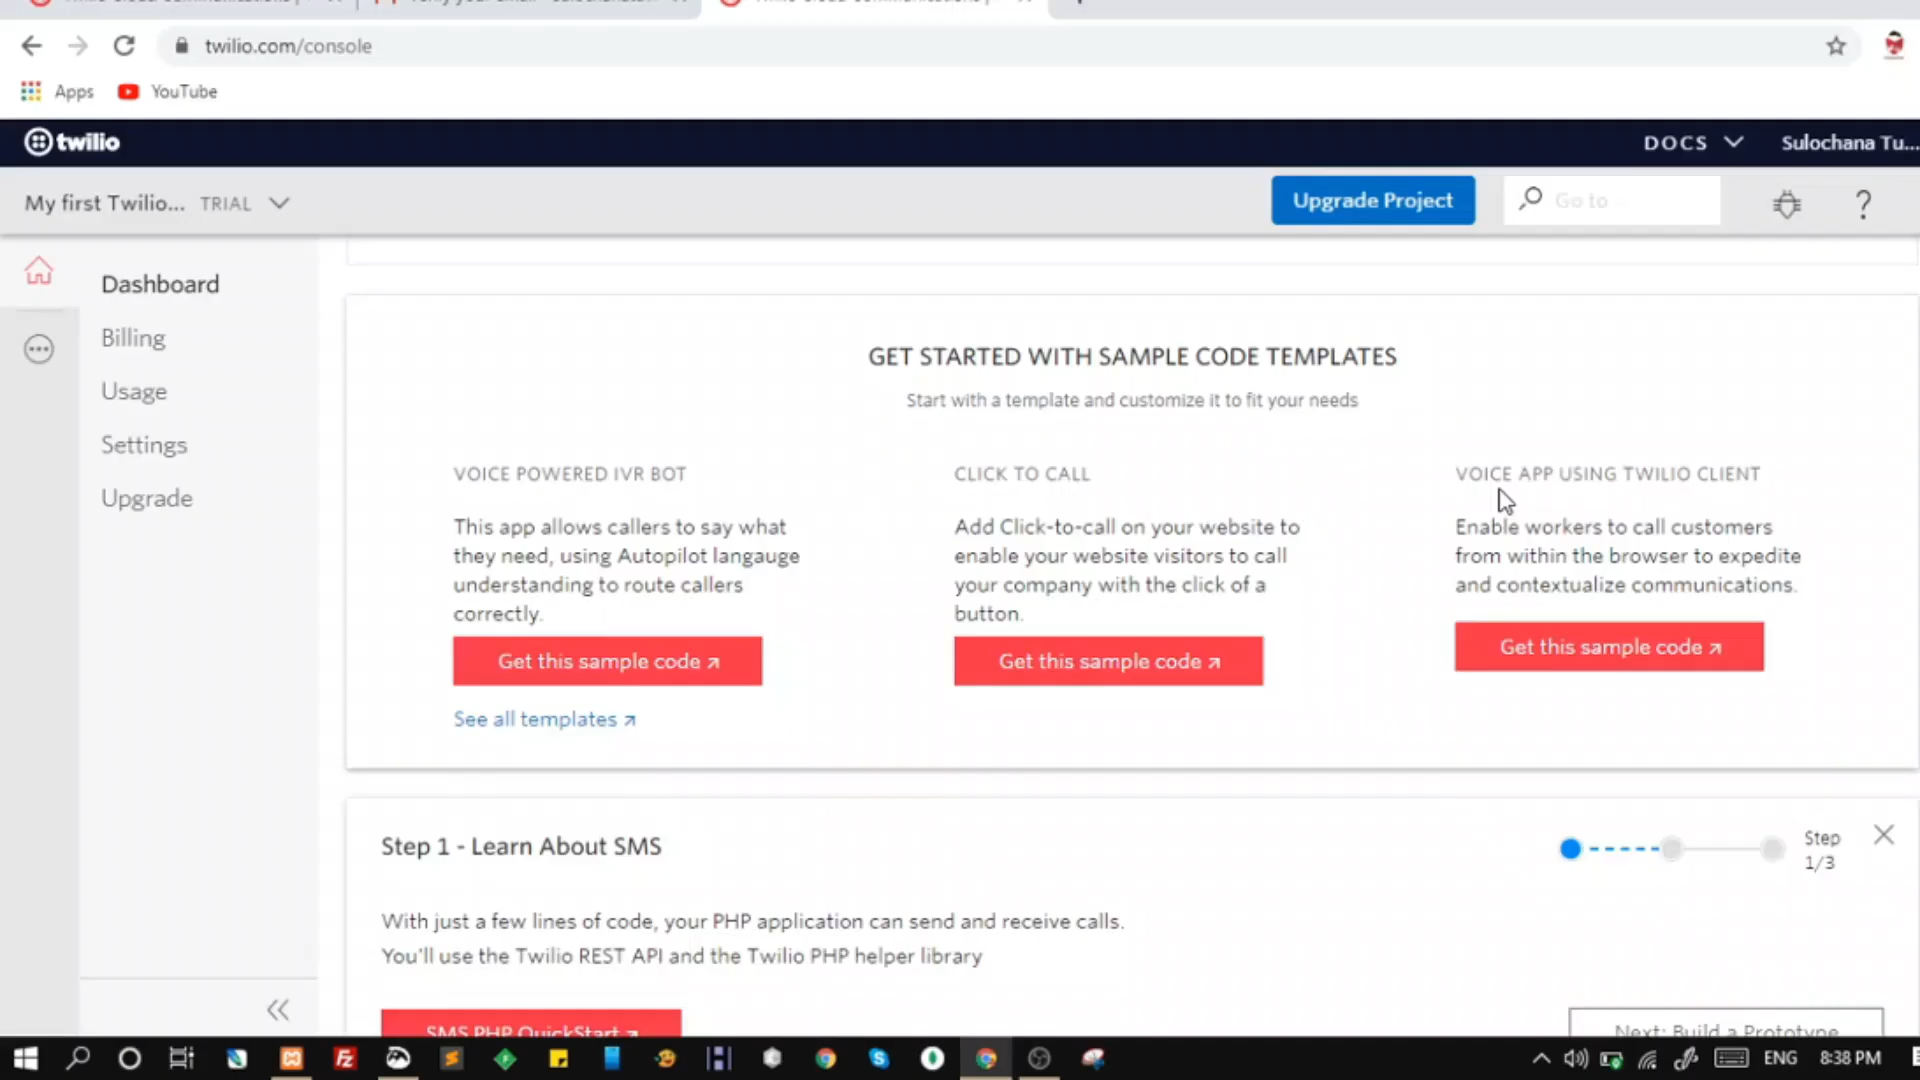 twilio.com/console
Apps
YouTube
twilio
DOCS
Sulochana Tu...
My first Twilio...
TRIAL
Upgrade Project
Go to
?
Dashboard
Billing
Usage
Settings
Upgrade
GET STARTED WITH SAMPLE CODE TEMPLATES
Start with a template and customize it to fit your needs
VOICE POWERED IVR BOT
This app allows callers to say what
they need, using Autopilot langauge
understanding to route callers
correctly.
Get this sample code ↗
See all templates ↗
CLICK TO CALL
Add Click-to-call on your website to
enable your website visitors to call
your company with the click of a
button.
Get this sample code ↗
VOICE APP USING TWILIO CLIENT
Enable workers to call customers
from within the browser to expedite
and contextualize communications.
Get this sample code ↗
Step 1 - Learn About SMS
Step
1/3
With just a few lines of code, your PHP application can send and receive calls.
You'll use the Twilio REST API and the Twilio PHP helper library
SMS PHP QuickStart ↗
Next: Build a Prototype
ENG
8:38 PM